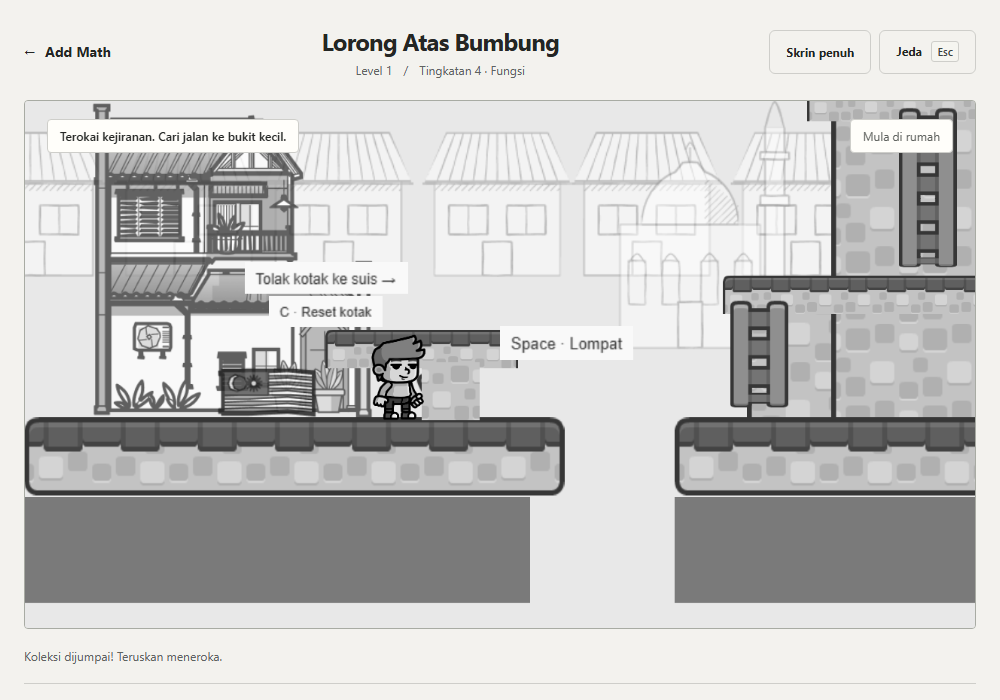 ← Add Math
Lorong Atas Bumbung
Level 1 / Tingkatan 4 · Fungsi
Skrin penuh
Jeda Esc
Terokai kejiranan. Cari jalan ke bukit kecil.
Mula di rumah
Tolak kotak ke suis →
C · Reset kotak
Space · Lompat
Koleksi dijumpai! Teruskan meneroka.